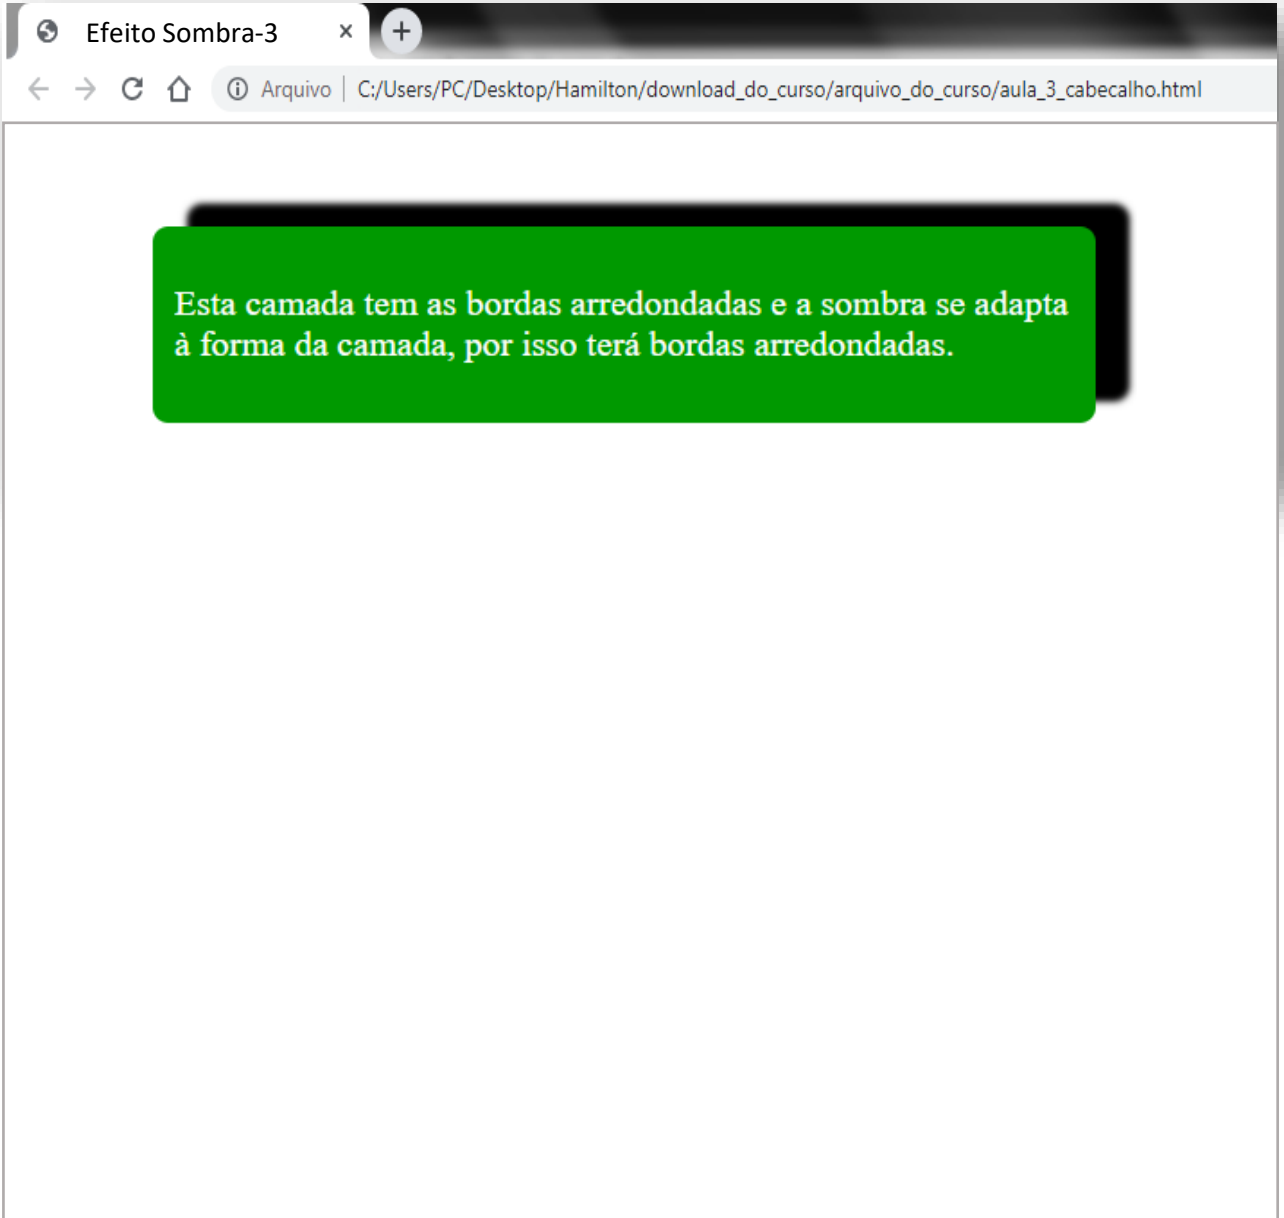 Efeito Sombra-3
Arquivo | C:/Users/PC/Desktop/Hamilton/download_do_curso/arquivo_do_curso/aula_3_cabecalho.html
Esta camada tem as bordas arredondadas e a sombra se adapta
à forma da camada, por isso terá bordas arredondadas.